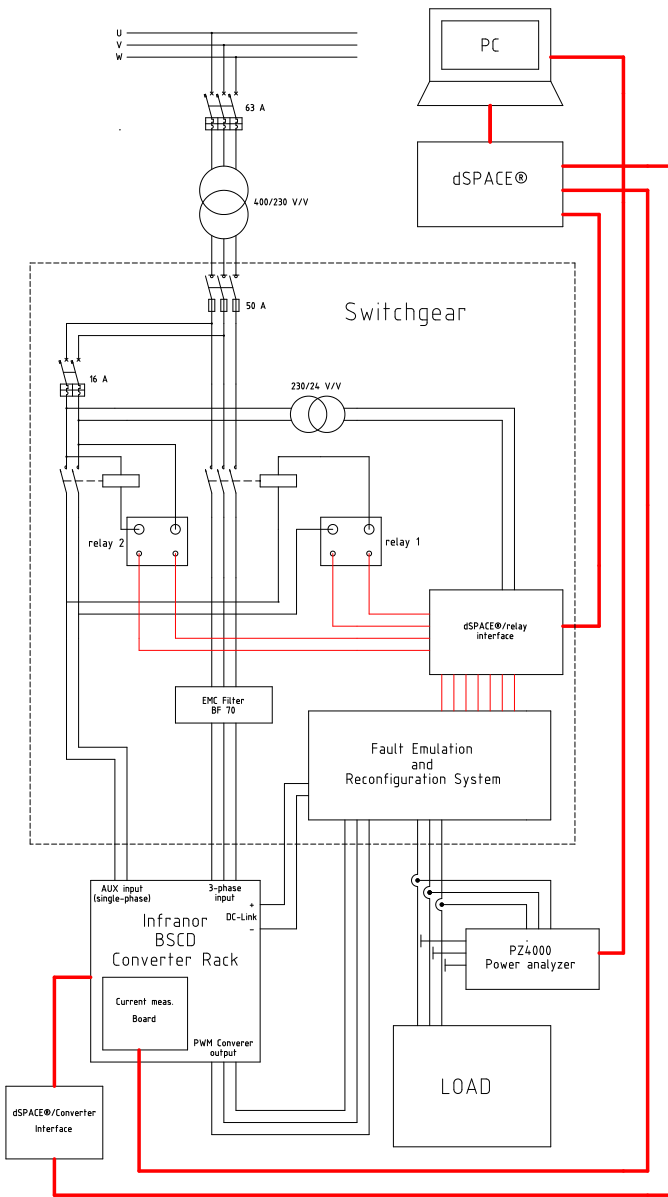 U
V
W
63 A
PC
dSPACE®
400/230 V/V
50 A
Switchgear
16 A
230/24 V/V
relay 2
relay 1
dSPACE®/relay
interface
EMC Filter
BF 70
Fault Emulation
and
Reconfiguration System
AUX input
(single-phase)
3-phase
input
+
DC-Link
-
Infranor
BSCD
Converter Rack
PZ4000
Power analyzer
Current meas.
Board
PWM Converer
output
LOAD
dSPACE®/Converter
Interface